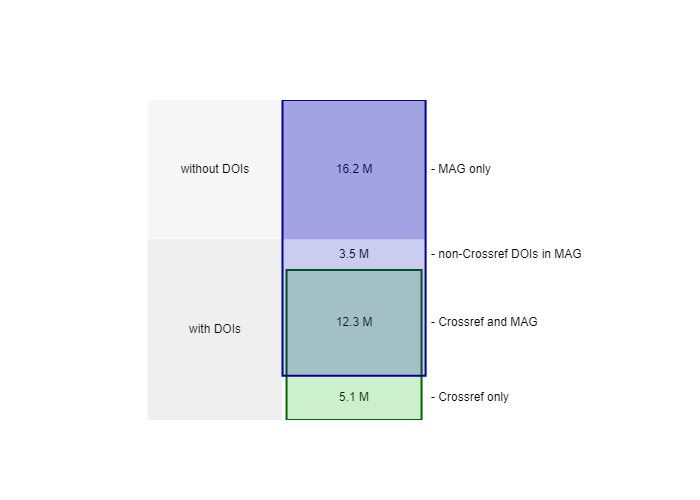 without DOIs
16.2 M
- MAG only
3.5 M
- non-Crossref DOIs in MAG
12.3 M
- Crossref and MAG
with DOIs
5.1 M
- Crossref only